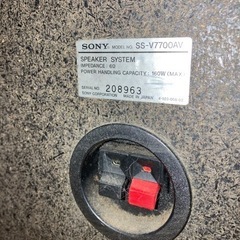 SONY MODEL NO. SS-V7700AV
SPEAKER SYSTEM
IMPEDANCE : 6Ω
POWER HANDLING CAPACITY : 160W (MAX)
SERIAL NO. 208963
SONY CORPORATION MADE IN JAPAN